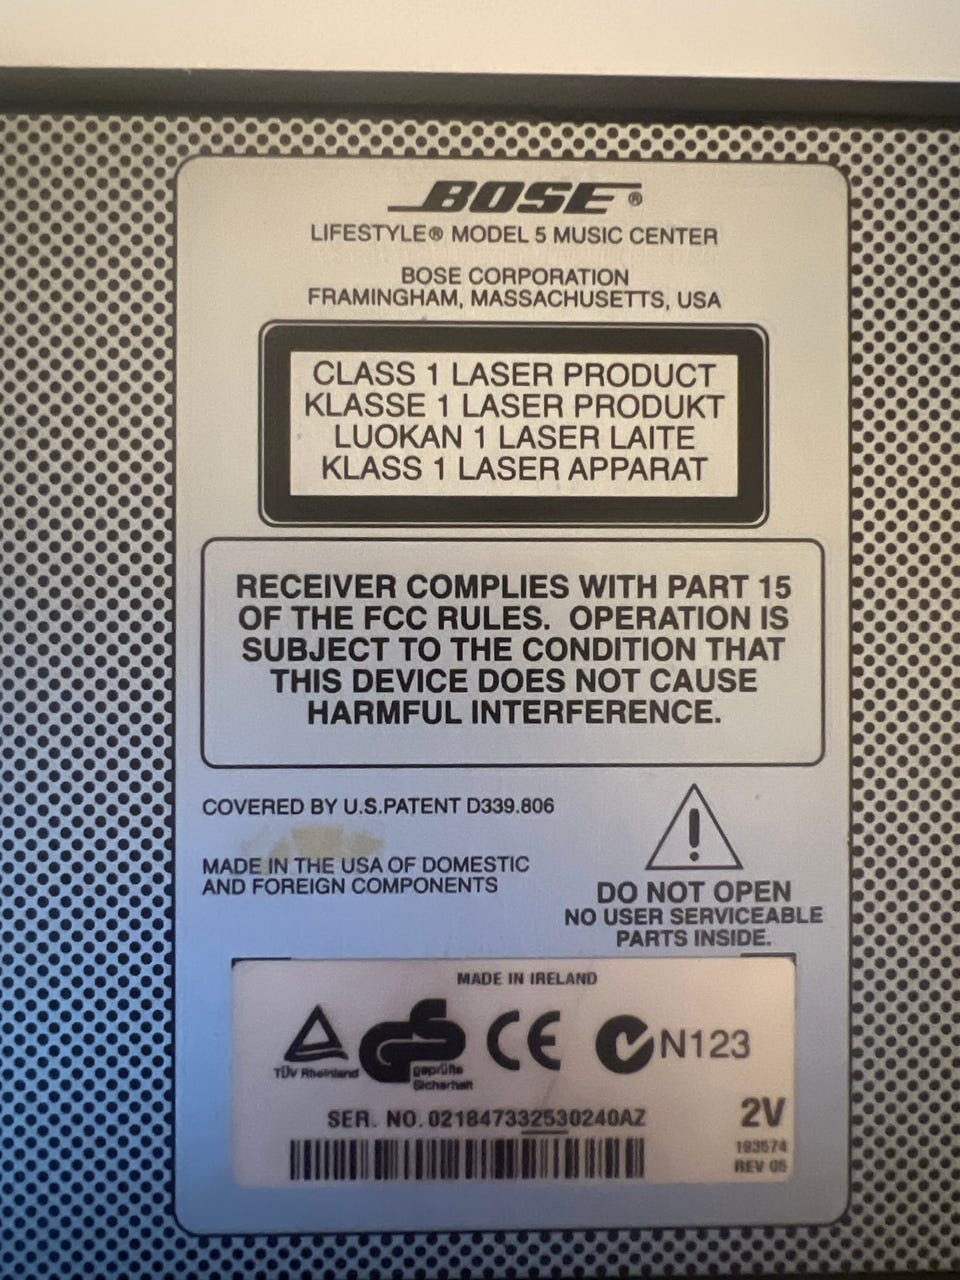 BOSE®
LIFESTYLE® MODEL 5 MUSIC CENTER
BOSE CORPORATION
FRAMINGHAM, MASSACHUSETTS, USA
CLASS 1 LASER PRODUCT
KLASSE 1 LASER PRODUKT
LUOKAN 1 LASER LAITE
KLASS 1 LASER APPARAT
RECEIVER COMPLIES WITH PART 15
OF THE FCC RULES. OPERATION IS
SUBJECT TO THE CONDITION THAT
THIS DEVICE DOES NOT CAUSE
HARMFUL INTERFERENCE.
COVERED BY U.S.PATENT D339.806
MADE IN THE USA OF DOMESTIC
AND FOREIGN COMPONENTS
!
DO NOT OPEN
NO USER SERVICEABLE
PARTS INSIDE.
MADE IN IRELAND
TÜV Rheinland
GS
geprüfte
Sicherheit
CE
N123
SER. NO. 021847332530240AZ
2V
193574
REV 05